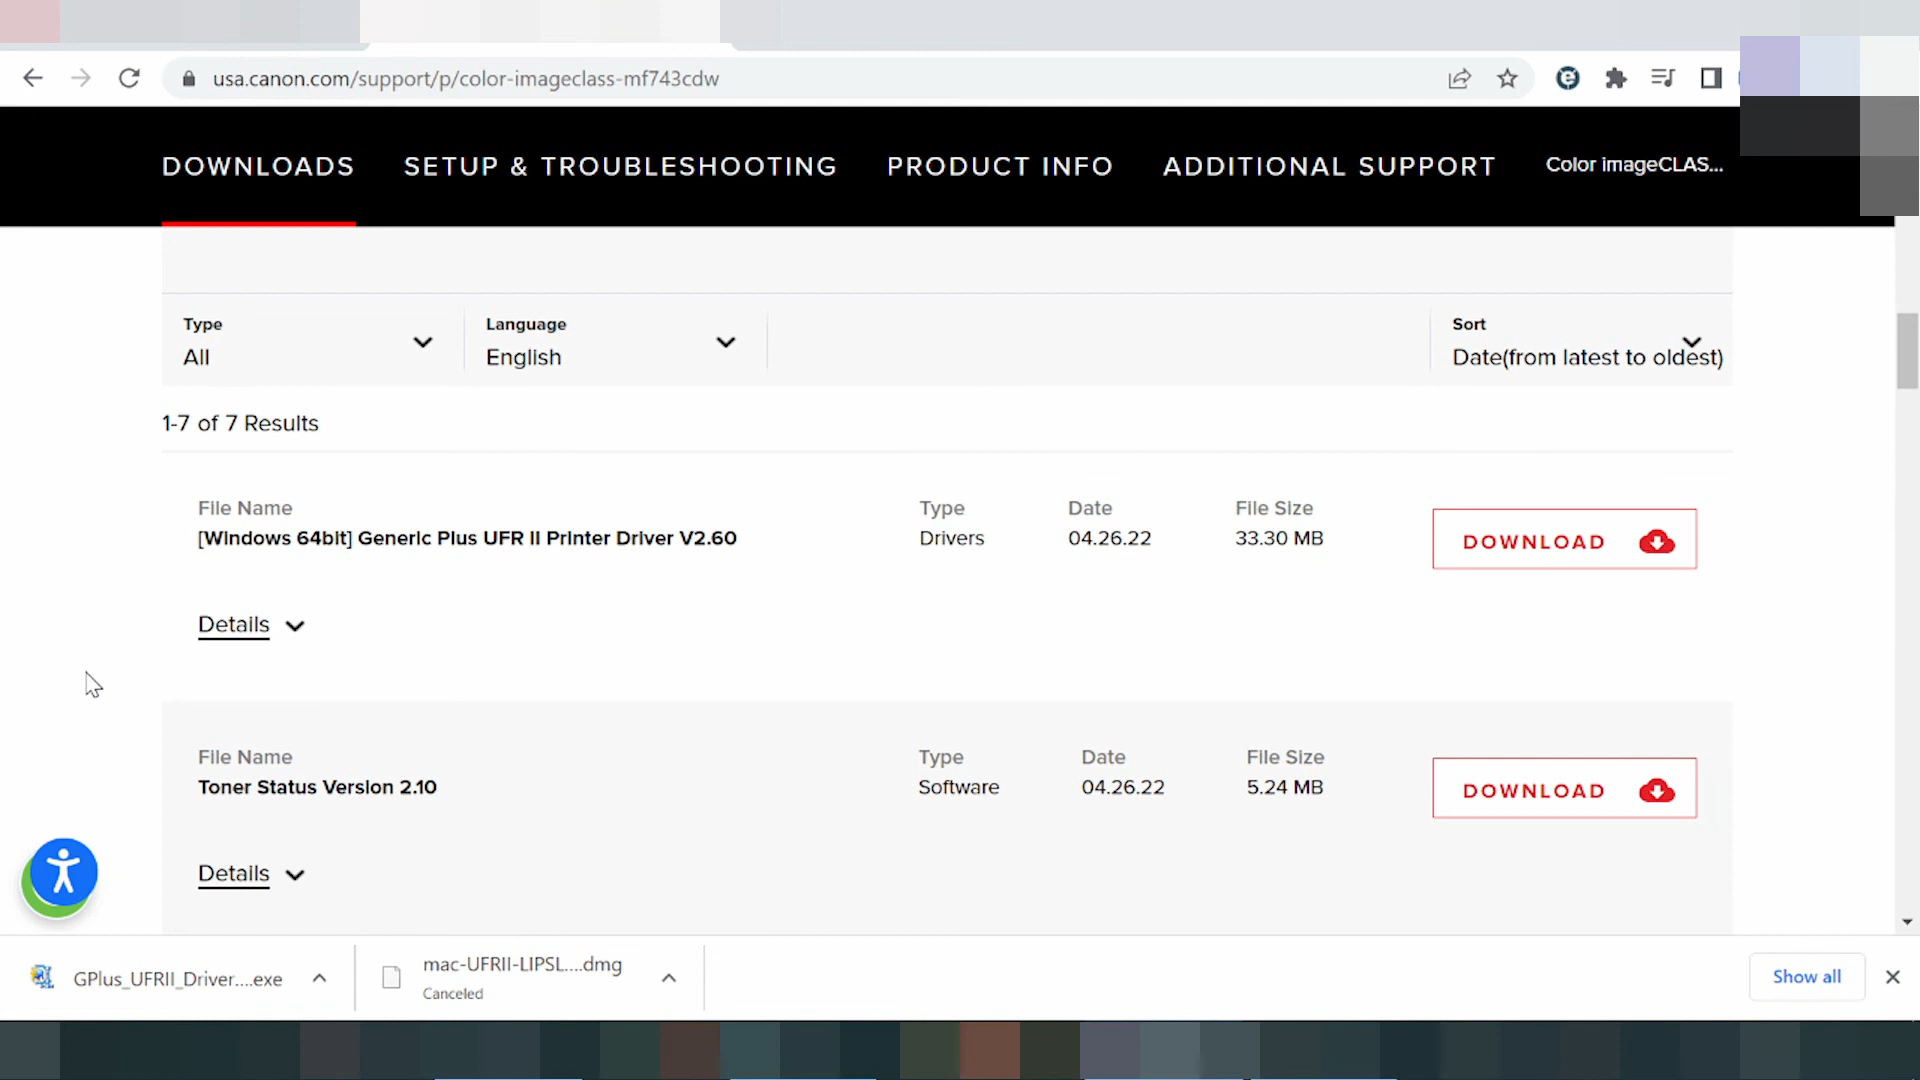 usa.canon.com/support/p/color-imageclass-mf743cdw
DOWNLOADS SETUP & TROUBLESHOOTING PRODUCT INFO ADDITIONAL SUPPORT Color imageCLAS...
Type Language Sort
All English Date(from latest to oldest)
1-7 of 7 Results
File Name Type Date File Size
[Windows 64bit] Generic Plus UFR II Printer Driver V2.60 Drivers 04.26.22 33.30 MB
DOWNLOAD
Details
File Name Type Date File Size
Toner Status Version 2.10 Software 04.26.22 5.24 MB
DOWNLOAD
Details
GPlus_UFRII_Driver....exe mac-UFRII-LIPSL....dmg Show all
Canceled